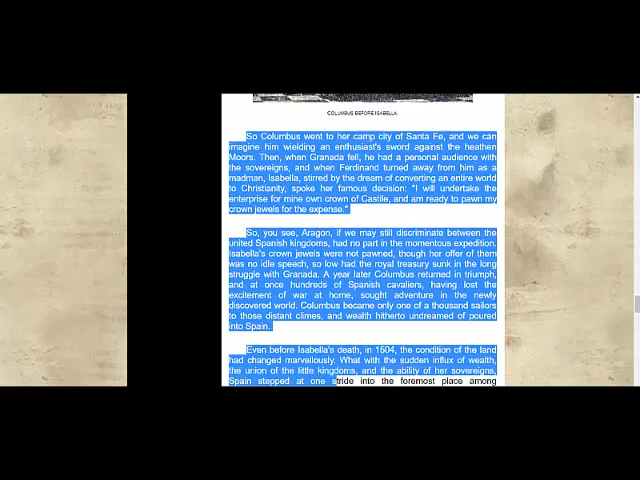 COLUMBUS BEFORE ISABELLA.
So Columbus went to her camp city of Santa Fe, and we can
imagine him wielding an enthusiast's sword against the heathen
Moors. Then, when Granada fell, he had a personal audience with
the sovereigns, and when Ferdinand turned away from him as a
madman, Isabella, stirred by the dream of converting an entire world
to Christianity, spoke her famous decision: "I will undertake the
enterprise for mine own crown of Castile, and am ready to pawn my
crown jewels for the expense."
So, you see, Aragon, if we may still discriminate between the
united Spanish kingdoms, had no part in the momentous expedition.
Isabella's crown jewels were not pawned, though her offer of them
was no idle speech, so low had the royal treasury sunk in the long
struggle with Granada. A year later Columbus returned in triumph,
and at once hundreds of Spanish cavaliers, having lost the
excitement of war at home, sought adventure in the newly
discovered world. Columbus became only one of a thousand sailors
to those distant climes, and wealth hitherto undreamed of poured
into Spain.
Even before Isabella's death, in 1504, the condition of the land
had changed marvellously. What with the sudden influx of wealth,
the union of the little kingdoms, and the ability of her sovereigns,
Spain stepped at one stride into the foremost place among